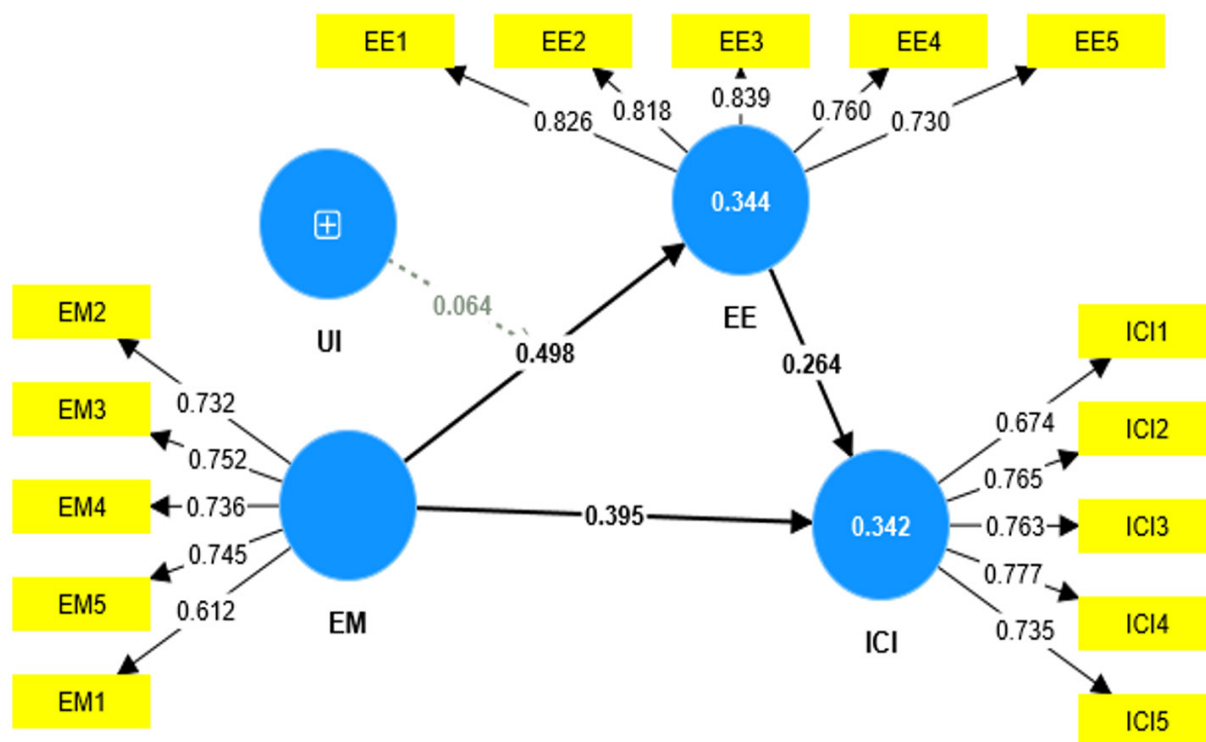 EE1 EE2 EE3 EE4 EE5
0.826 0.818 0.839 0.760 0.730
0.344
EE
UI
0.064
0.498
EM2
EM3
EM4
EM5
EM1
0.732
0.752
0.736
0.745
0.612
EM
0.264
0.395
0.342
ICI
0.674
0.765
0.763
0.777
0.735
ICI1
ICI2
ICI3
ICI4
ICI5